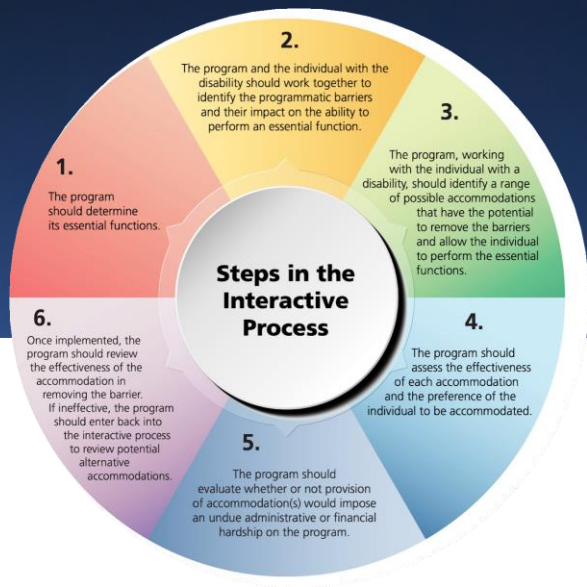 Steps in the
Interactive
Process
1.
The program
should determine
its essential functions.
2.
The program and the individual with the
disability should work together to
identify the programmatic barriers
and their impact on the ability to
perform an essential function.
3.
The program, working
with the individual with a
disability, should identify a range
of possible accommodations
that have the potential
to remove the barriers
and allow the individual
to perform the essential
functions.
4.
The program should
assess the effectiveness
of each accommodation
and the preference of the
individual to be accommodated.
5.
The program should
evaluate whether or not provision
of accommodation(s) would impose
an undue administrative or financial
hardship on the program.
6.
Once implemented, the
program should review
the effectiveness of the
accommodation in
removing the barrier.
If ineffective, the program
should enter back into
the interactive process
to review potential
alternative
accommodations.